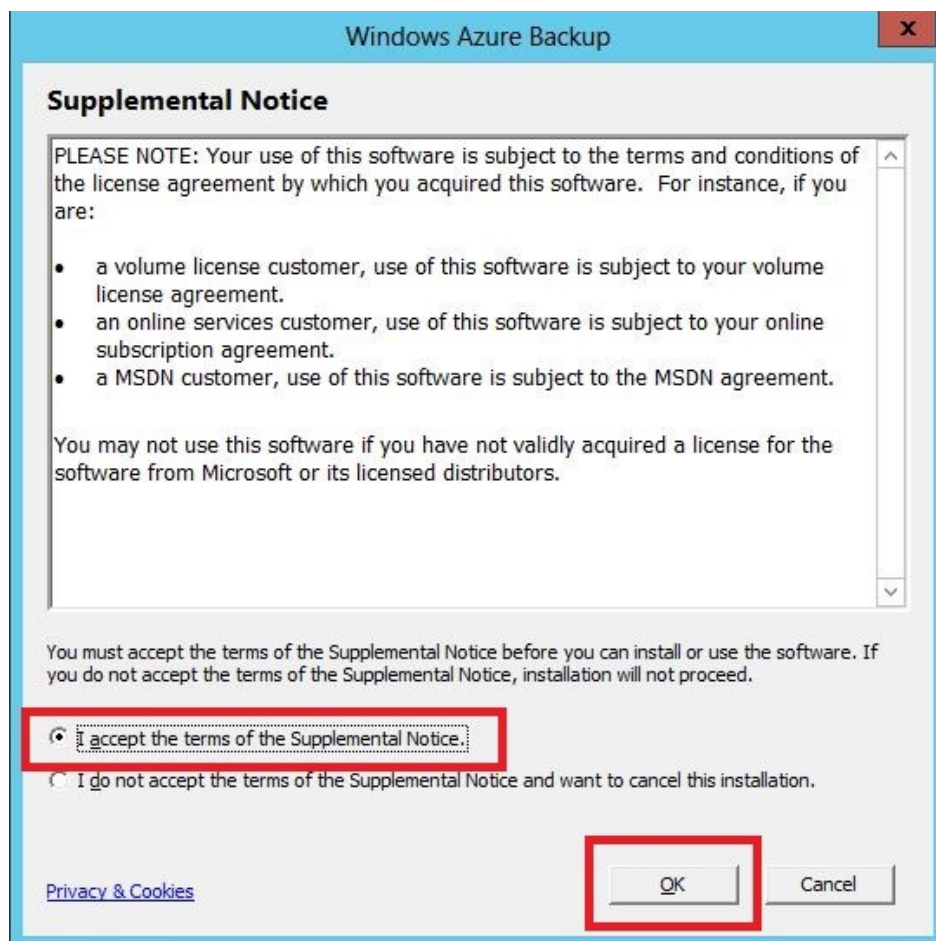 Windows Azure Backup
x
Supplemental Notice
PLEASE NOTE: Your use of this software is subject to the terms and conditions of
the license agreement by which you acquired this software.  For instance, if you
are:
• a volume license customer, use of this software is subject to your volume
license agreement.
• an online services customer, use of this software is subject to your online
subscription agreement.
• a MSDN customer, use of this software is subject to the MSDN agreement.
You may not use this software if you have not validly acquired a license for the
software from Microsoft or its licensed distributors.
You must accept the terms of the Supplemental Notice before you can install or use the software. If
you do not accept the terms of the Supplemental Notice, installation will not proceed.
I accept the terms of the Supplemental Notice.
I do not accept the terms of the Supplemental Notice and want to cancel this installation.
Privacy & Cookies
OK
Cancel